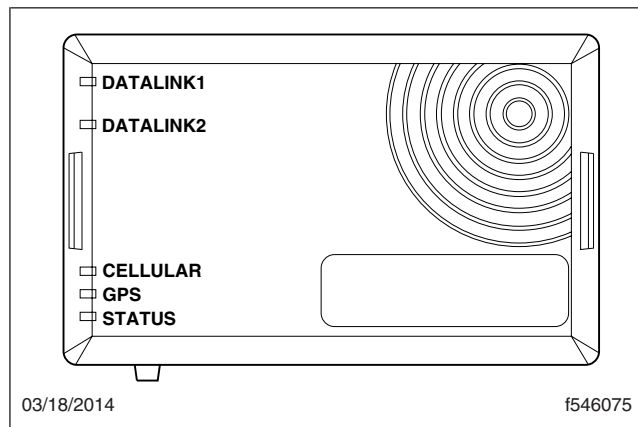 DATALINK1
DATALINK2
CELLULAR
GPS
STATUS
03/18/2014 f546075